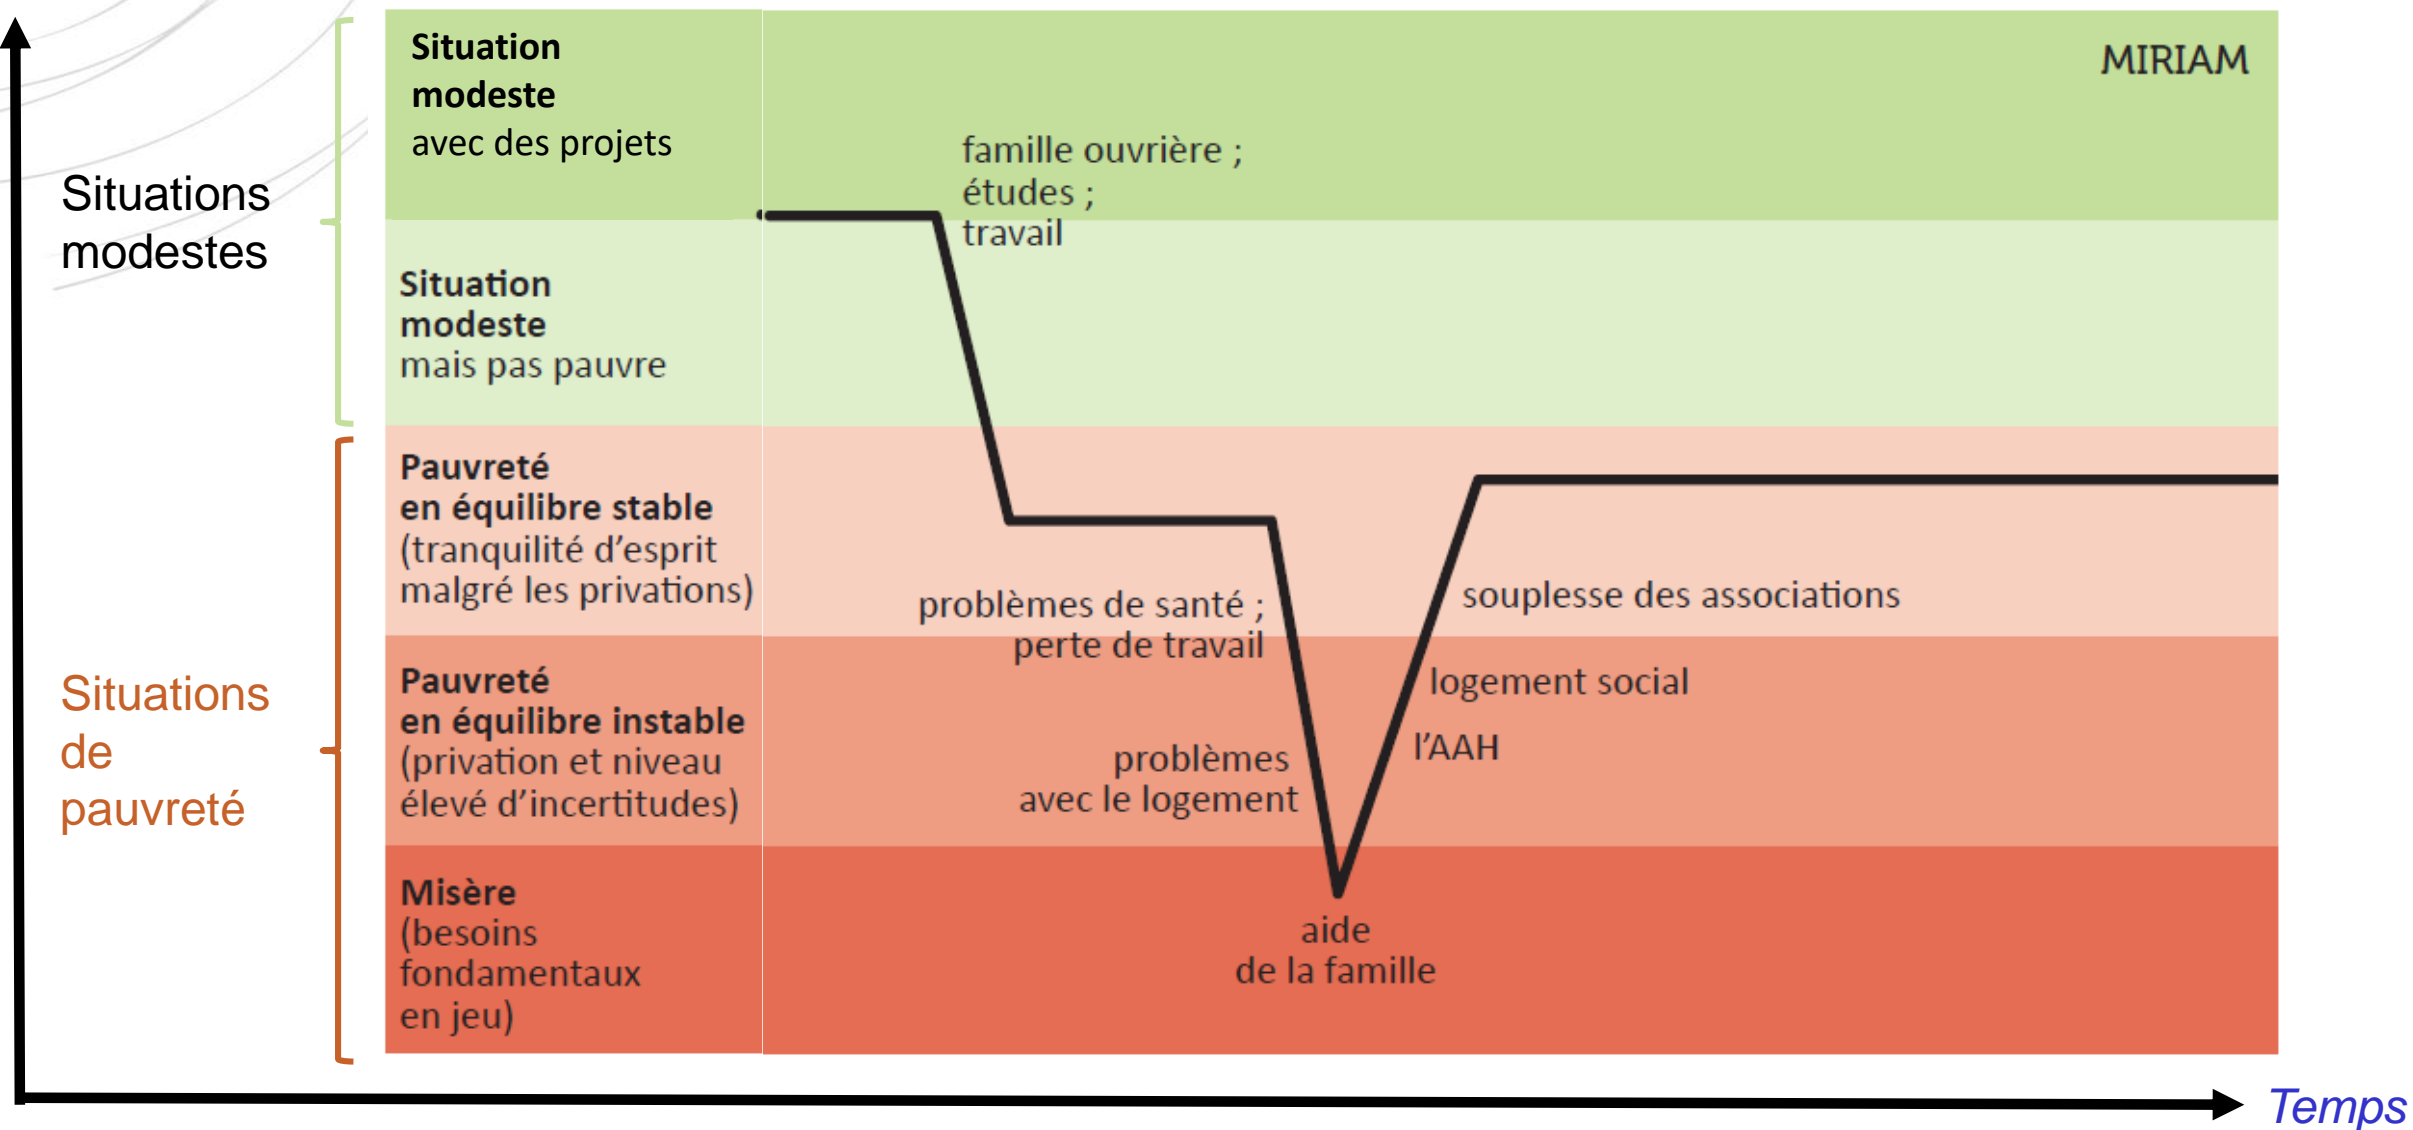 Situations
modestes
Situations
de
pauvreté
Situation
modeste
avec des projets
Situation
modeste
mais pas pauvre
Pauvreté
en équilibre stable
(tranquilité d’esprit
malgré les privations)
Pauvreté
en équilibre instable
(privation et niveau
élevé d’incertitudes)
Misère
(besoins
fondamentaux
en jeu)
MIRIAM
famille ouvrière ;
études ;
travail
problèmes de santé ;
perte de travail
problèmes
avec le logement
aide
de la famille
souplesse des associations
logement social
l’AAH
Temps